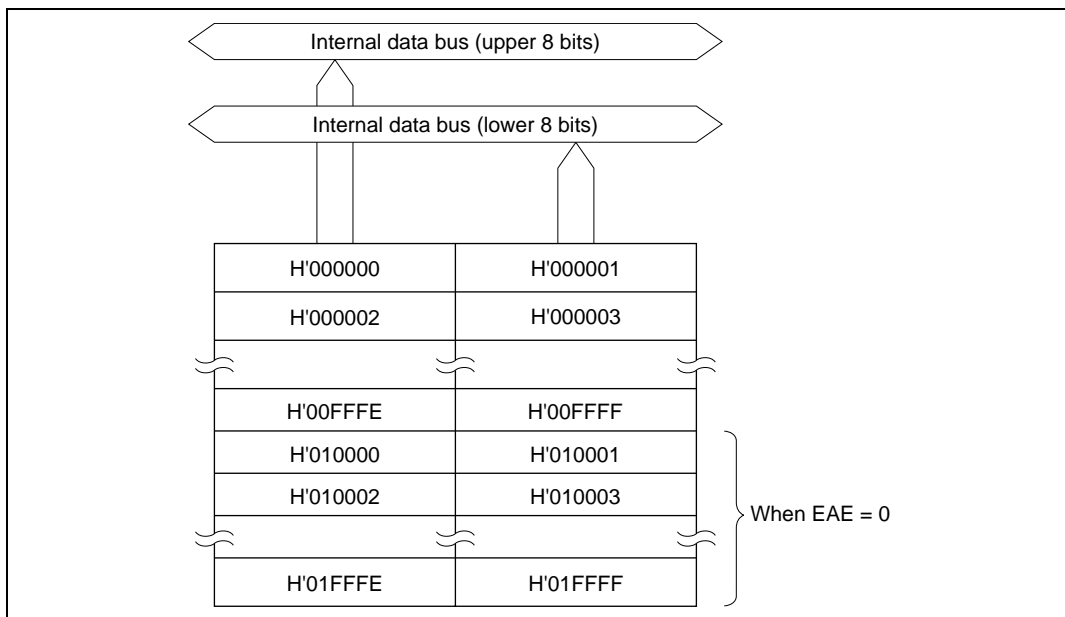 Internal data bus (upper 8 bits)
Internal data bus (lower 8 bits)
H'000000 H'000001
H'000002 H'000003
H'00FFFE H'00FFFF
H'010000 H'010001
H'010002 H'010003
When EAE = 0
H'01FFFE H'01FFFF